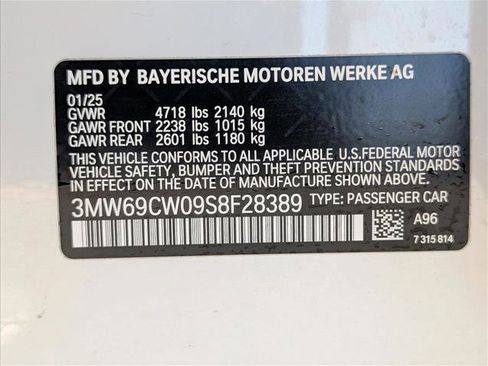 MFD BY BAYERISCHE MOTOREN WERKE AG
01/25
GVWR 4718 lbs 2140 kg
GAWR FRONT 2238 lbs 1015 kg
GAWR REAR 2601 lbs 1180 kg
THIS VEHICLE CONFORMS TO ALL APPLICABLE U.S.FEDERAL MOTOR
VEHICLE SAFETY, BUMPER, AND THEFT PREVENTION STANDARDS
IN EFFECT ON THE DATE OF MANUFACTURE SHOWN ABOVE.
3MW69CW09S8F28389 TYPE: PASSENGER CAR
A96
7 315 814